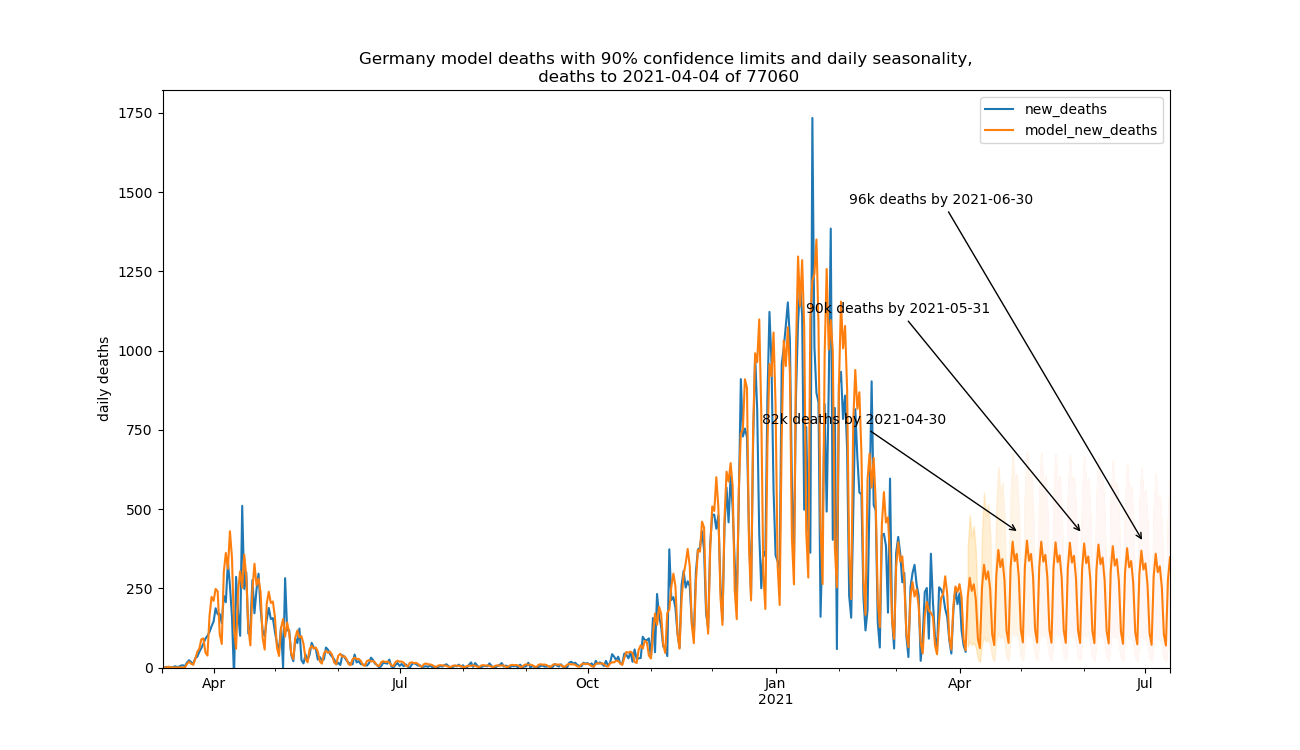 Germany model deaths with 90% confidence limits and daily seasonality,
deaths to 2021-04-04 of 77060
new_deaths
model_new_deaths
96k deaths by 2021-06-30
90k deaths by 2021-05-31
82k deaths by 2021-04-30
daily deaths
1750
1500
1250
1000
750
500
250
0
Apr
Jul
Oct
Jan
2021
Apr
Jul